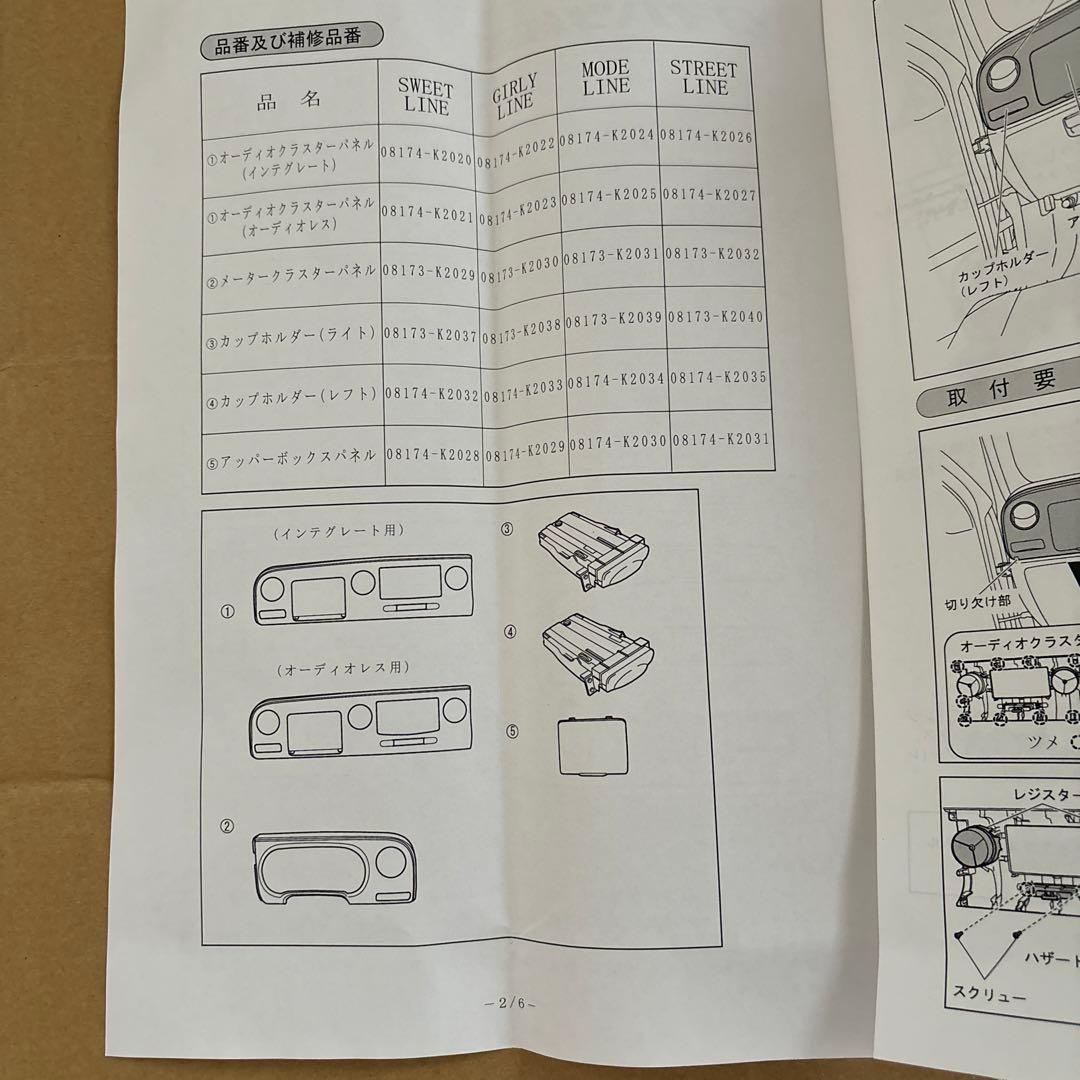 品番及び補修品番
品 名 SWEET LINE GIRLY LINE MODE LINE STREET LINE
①オーディオクラスターパネル(インテグレート) 08174-K2020 08174-K2022 08174-K2024 08174-K2026
①オーディオクラスターパネル(オーディオレス) 08174-K2021 08174-K2023 08174-K2025 08174-K2027
②メータークラスターパネル 08173-K2029 08173-K2030 08173-K2031 08173-K2032
③カップホルダー(ライト) 08173-K2037 08173-K2038 08173-K2039 08173-K2040
④カップホルダー(レフト) 08174-K2032 08174-K2033 08174-K2034 08174-K2035
⑤アッパーボックスパネル 08174-K2028 08174-K2029 08174-K2030 08174-K2031
(インテグレート用)
①
(オーディオレス用)
②
③
④
⑤
-2/6-
カップホルダー
(レフト)
ア
取 付 要
切り欠け部
オーディオクラスタ
ツメ
レジスター
ハザード
スクリュー